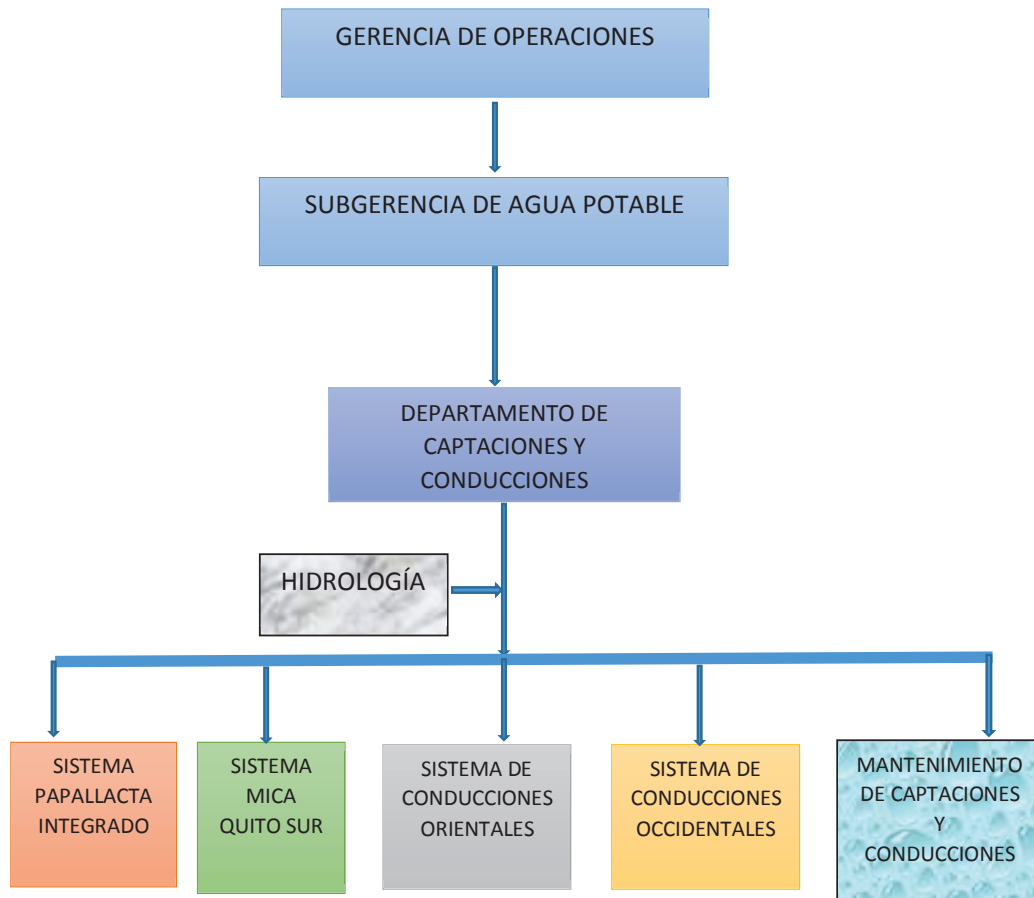 GERENCIA DE OPERACIONES
SUBGERENCIA DE AGUA POTABLE
DEPARTAMENTO DE
CAPTACIONES Y
CONDUCCIONES
HIDROLOGÍA
SISTEMA
PAPALLACTA
INTEGRADO
SISTEMA
MICA
QUITO SUR
SISTEMA DE
CONDUCCIONES
ORIENTALES
SISTEMA DE
CONDUCCIONES
OCCIDENTALES
MANTENIMIENTO
DE CAPTACIONES
Y
CONDUCCIONES